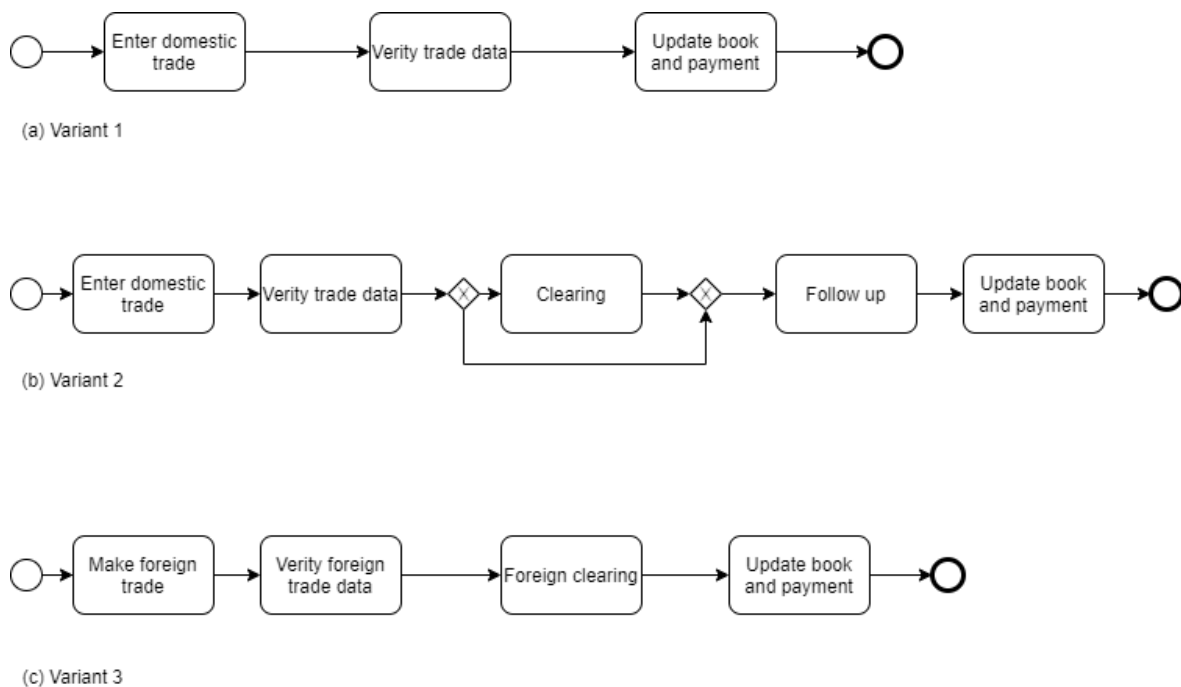 Enter domestic
trade
Verity trade data
Update book
and payment
(a) Variant 1
Enter domestic
trade
Verity trade data
X
Clearing
X
Follow up
Update book
and payment
(b) Variant 2
Make foreign
trade
Verity foreign
trade data
Foreign clearing
Update book
and payment
(c) Variant 3